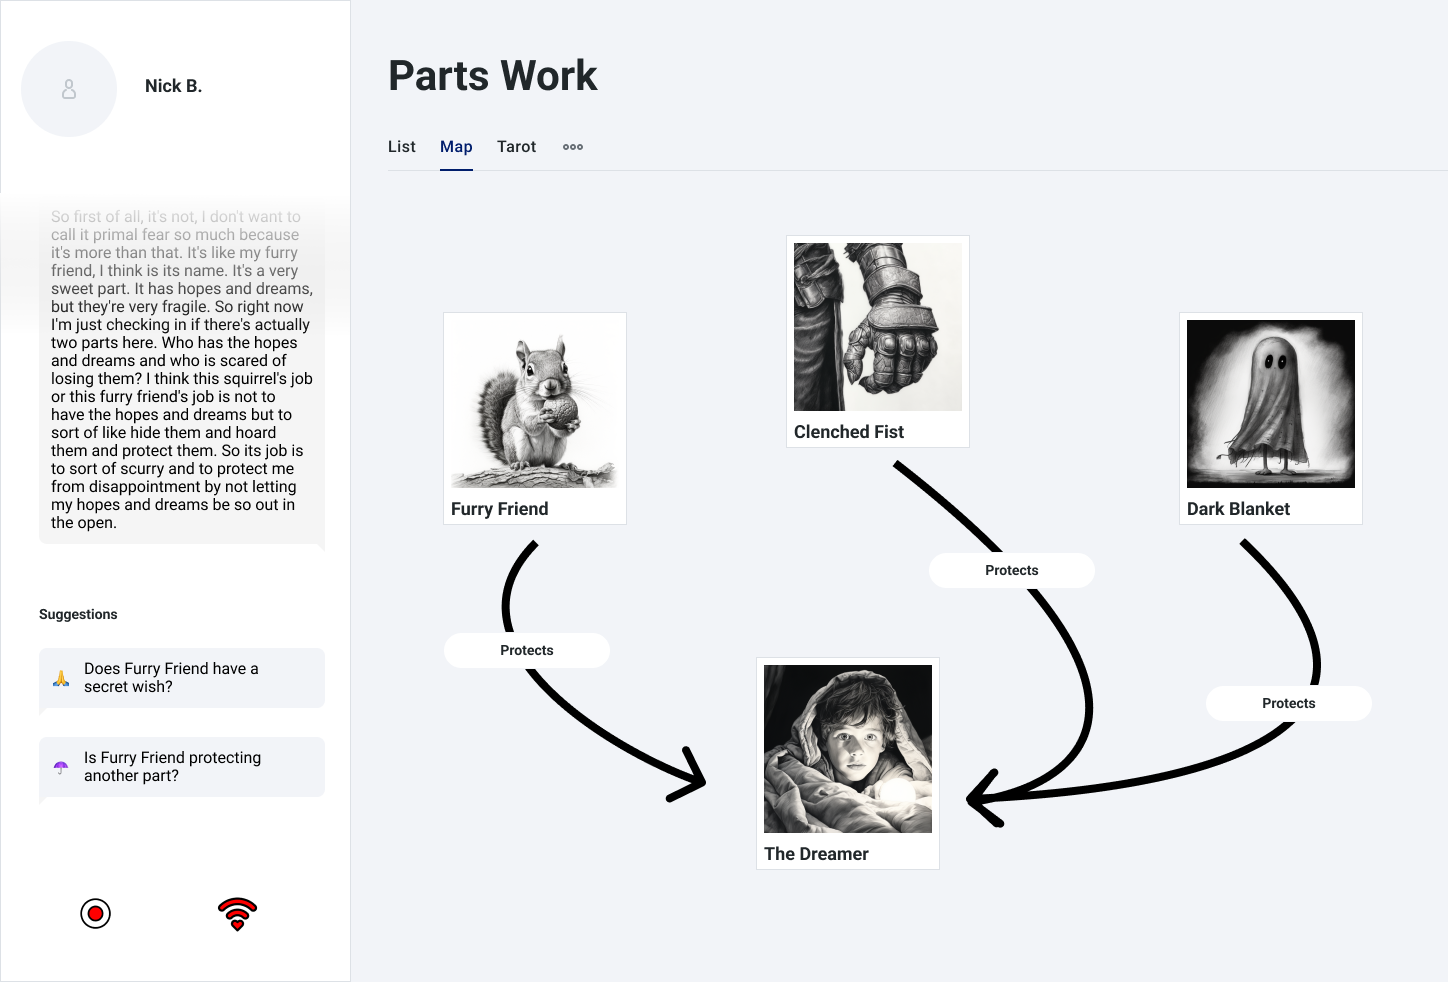 Nick B.
So first of all, it's not, I don't want to
call it primal fear so much because
it's more than that. It's like my furry
friend, I think is its name. It's a very
sweet part. It has hopes and dreams,
but they're very fragile. So right now
I'm just checking in if there's actually
two parts here. Who has the hopes
and dreams and who is scared of
losing them? I think this squirrel's job
or this furry friend's job is not to
have the hopes and dreams but to
sort of like hide them and hoard
them and protect them. So its job is
to sort of scurry and to protect me
from disappointment by not letting
my hopes and dreams be so out in
the open.
Suggestions
Does Furry Friend have a
secret wish?
Is Furry Friend protecting
another part?
Parts Work
List Map Tarot
Clenched Fist
Furry Friend
Dark Blanket
Protects
Protects
Protects
The Dreamer